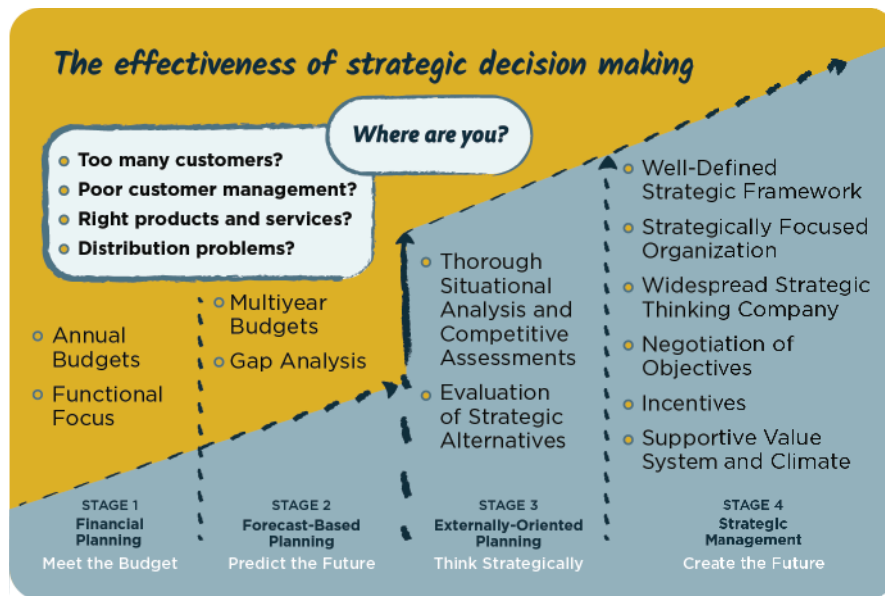 The effectiveness of strategic decision making
Where are you?
Too many customers?
Poor customer management?
Right products and services?
Distribution problems?
Annual
Budgets
Functional
Focus
Multiyear
Budgets
Gap Analysis
Thorough
Situational
Analysis and
Competitive
Assessments
Evaluation
of Strategic
Alternatives
Well-Defined
Strategic Framework
Strategically Focused
Organization
Widespread Strategic
Thinking Company
Negotiation of
Objectives
Incentives
Supportive Value
System and Climate
STAGE 1
Financial
Planning
Meet the Budget
STAGE 2
Forecast-Based
Planning
Predict the Future
STAGE 3
Externally-Oriented
Planning
Think Strategically
STAGE 4
Strategic
Management
Create the Future